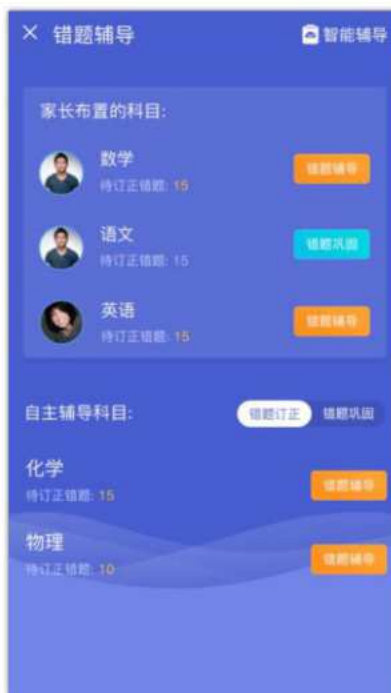 × 错题辅导
智能辅导
家长布置的科目:
数学
待订正错题: 15
错题辅导
语文
待订正错题: 15
错题巩固
英语
待订正错题: 15
错题辅导
自主辅导科目:
错题订正 错题巩固
化学
待订正错题: 15
错题辅导
物理
待订正错题: 10
错题辅导